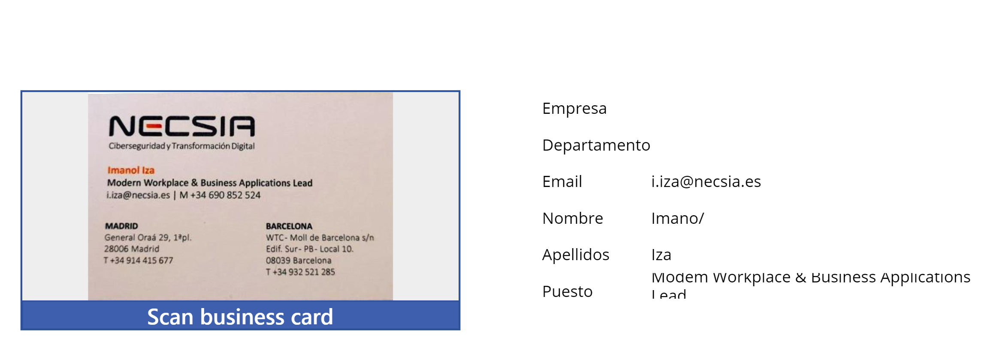 NECSIA
Ciberseguridad y Transformación Digital
Imanol Iza
Modern Workplace & Business Applications Lead
i.iza@necsia.es | M +34 690 852 524
MADRID
General Oraá 29, 1ªpl.
28006 Madrid
T +34 914 415 677
BARCELONA
WTC- Moll de Barcelona s/n
Edif. Sur- PB- Local 10.
08039 Barcelona
T +34 932 521 285
Scan business card
Empresa
Departamento
Email i.iza@necsia.es
Nombre Imano/
Apellidos Iza
Puesto Modem Workplace & Business Applications
Lead